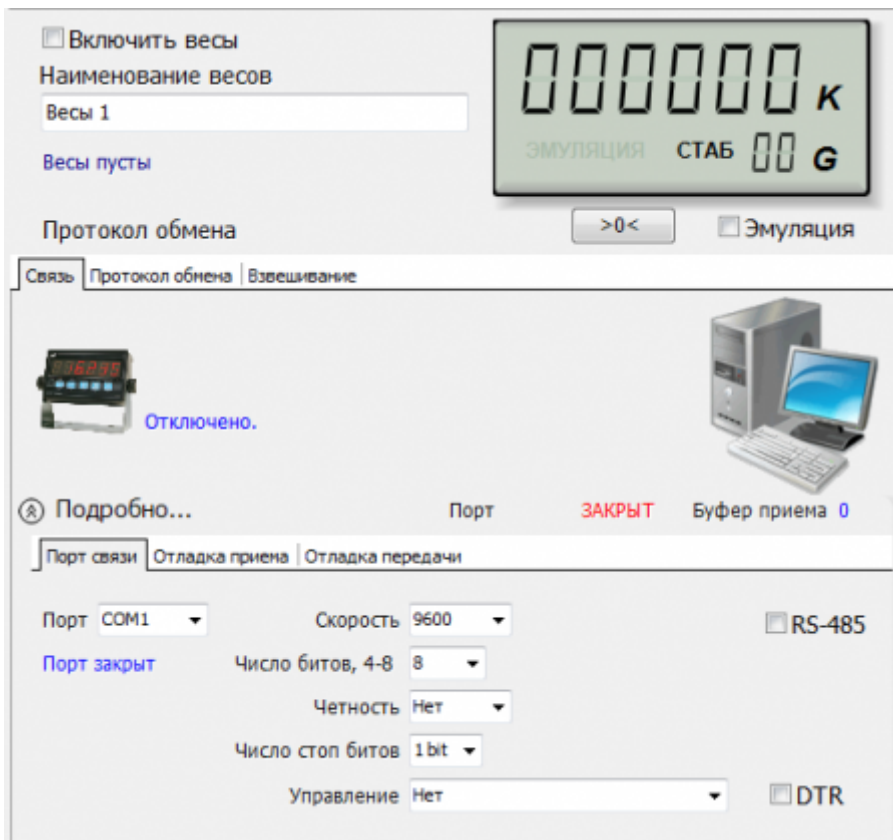 Включить весы
Наименование весов
Весы 1
Весы пусты
000000 K
ЭМУЛЯЦИЯ СТАБ 00 G
Протокол обмена >0< Эмуляция
Связь Протокол обмена Взвешивание
Отключено.
Подробно... Порт ЗАКРЫТ Буфер приема 0
Порт связи Отладка приема Отладка передачи
Порт COM1 Скорость 9600 RS-485
Порт закрыт Число битов, 4-8 8
Четность Нет
Число стоп битов 1 bit
Управление Нет DTR